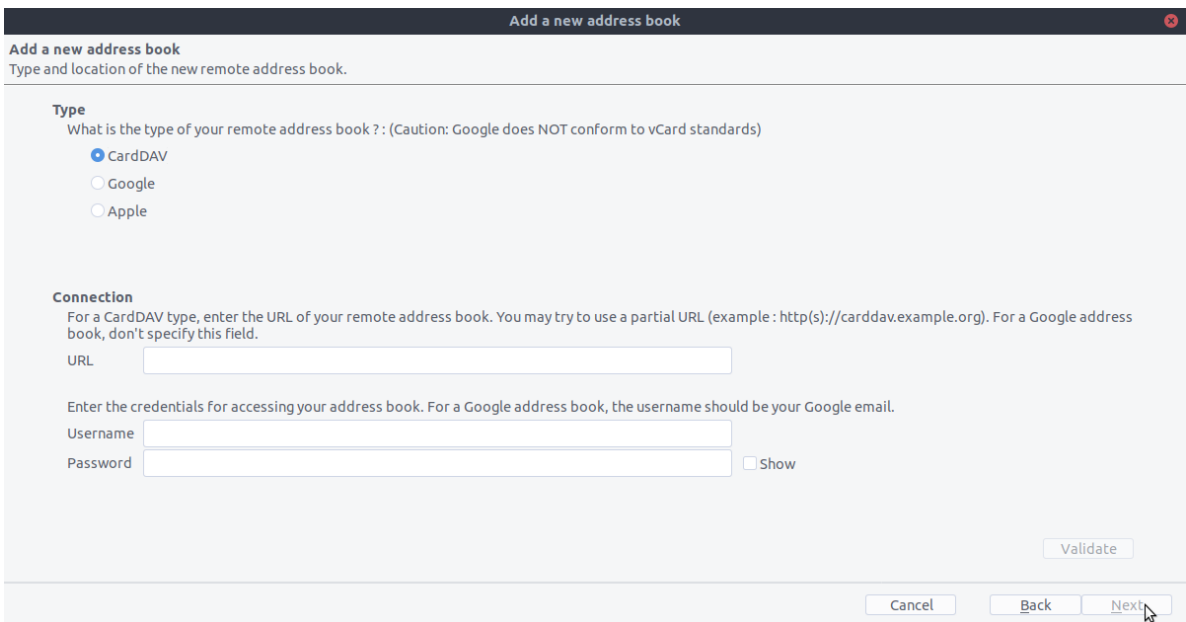 Add a new address book
Add a new address book
Type and location of the new remote address book.
Type
What is the type of your remote address book ? : (Caution: Google does NOT conform to vCard standards)
CardDAV
Google
Apple
Connection
For a CardDAV type, enter the URL of your remote address book. You may try to use a partial URL (example : http(s)://carddav.example.org). For a Google address
book, don't specify this field.
URL
Enter the credentials for accessing your address book. For a Google address book, the username should be your Google email.
Username
Password Show
Validate
Cancel Back Next